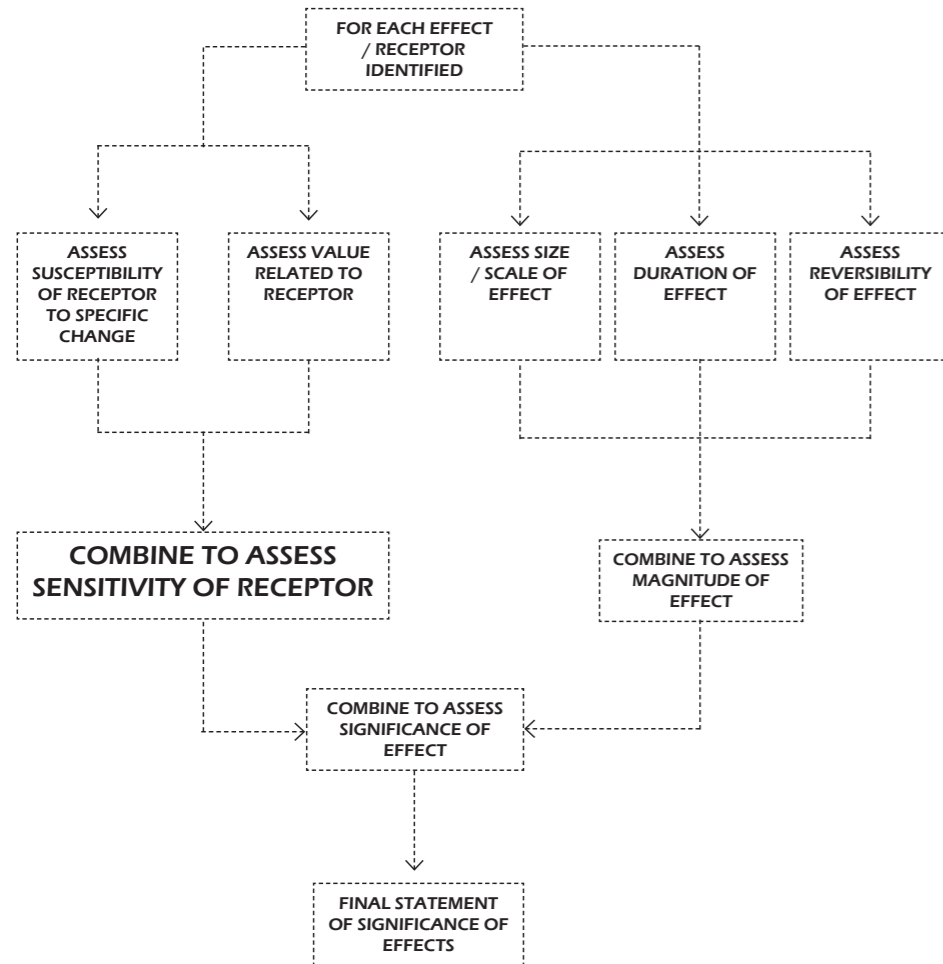 FOR EACH EFFECT
/ RECEPTOR
IDENTIFIED
ASSESS
SUSCEPTIBILITY
OF RECEPTOR
TO SPECIFIC
CHANGE
ASSESS VALUE
RELATED TO
RECEPTOR
ASSESS SIZE
/ SCALE OF
EFFECT
ASSESS
DURATION OF
EFFECT
ASSESS
REVERSIBILITY
OF EFFECT
COMBINE TO ASSESS
SENSITIVITY OF RECEPTOR
COMBINE TO ASSESS
MAGNITUDE OF
EFFECT
COMBINE TO ASSESS
SIGNIFICANCE OF
EFFECT
FINAL STATEMENT
OF SIGNIFICANCE OF
EFFECTS